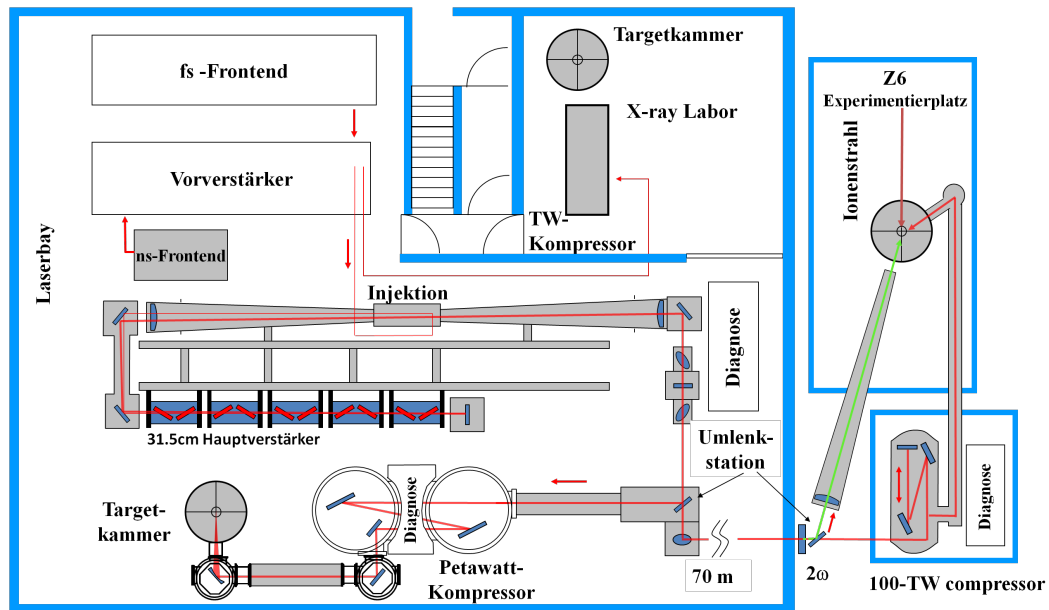 fs -Frontend
Vorverstärker
ns-Frontend
Laserbay
Targetkammer
X-ray Labor
TW-
Kompressor
Injektion
Diagnose
31.5cm Hauptverstärker
Umlenk-
station
Target-
kammer
Diagnose
Petawatt-
Kompressor
70 m
2ω
Z6
Experimentierplatz
Ionenstrahl
Diagnose
100-TW compressor